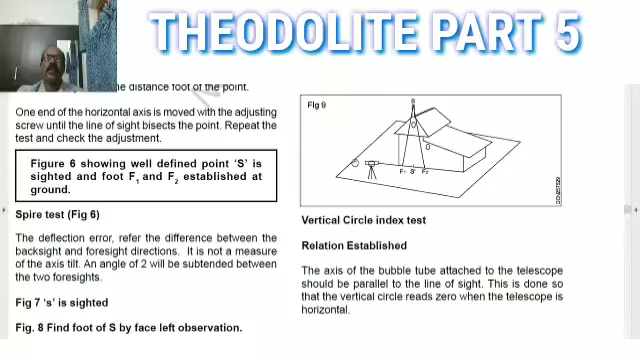 THEODOLITE PART 5
the distance foot of the point.
One end of the horizontal axis is moved with the adjusting
screw until the line of sight bisects the point. Repeat the
test and check the adjustment.
Figure 6 showing well defined point 'S' is
sighted and foot F1 and F2 established at
ground.
Spire test (Fig 6)
The deflection error, refer the difference between the
backsight and foresight directions. It is not a measure
of the axis tilt. An angle of 2 will be subtended between
the two foresights.
Fig 7 's' is sighted
Fig. 8 Find foot of S by face left observation.
Fig 9
S
F1 S' F2
Vertical Circle index test
Relation Established
The axis of the bubble tube attached to the telescope
should be parallel to the line of sight. This is done so
that the vertical circle reads zero when the telescope is
horizontal.